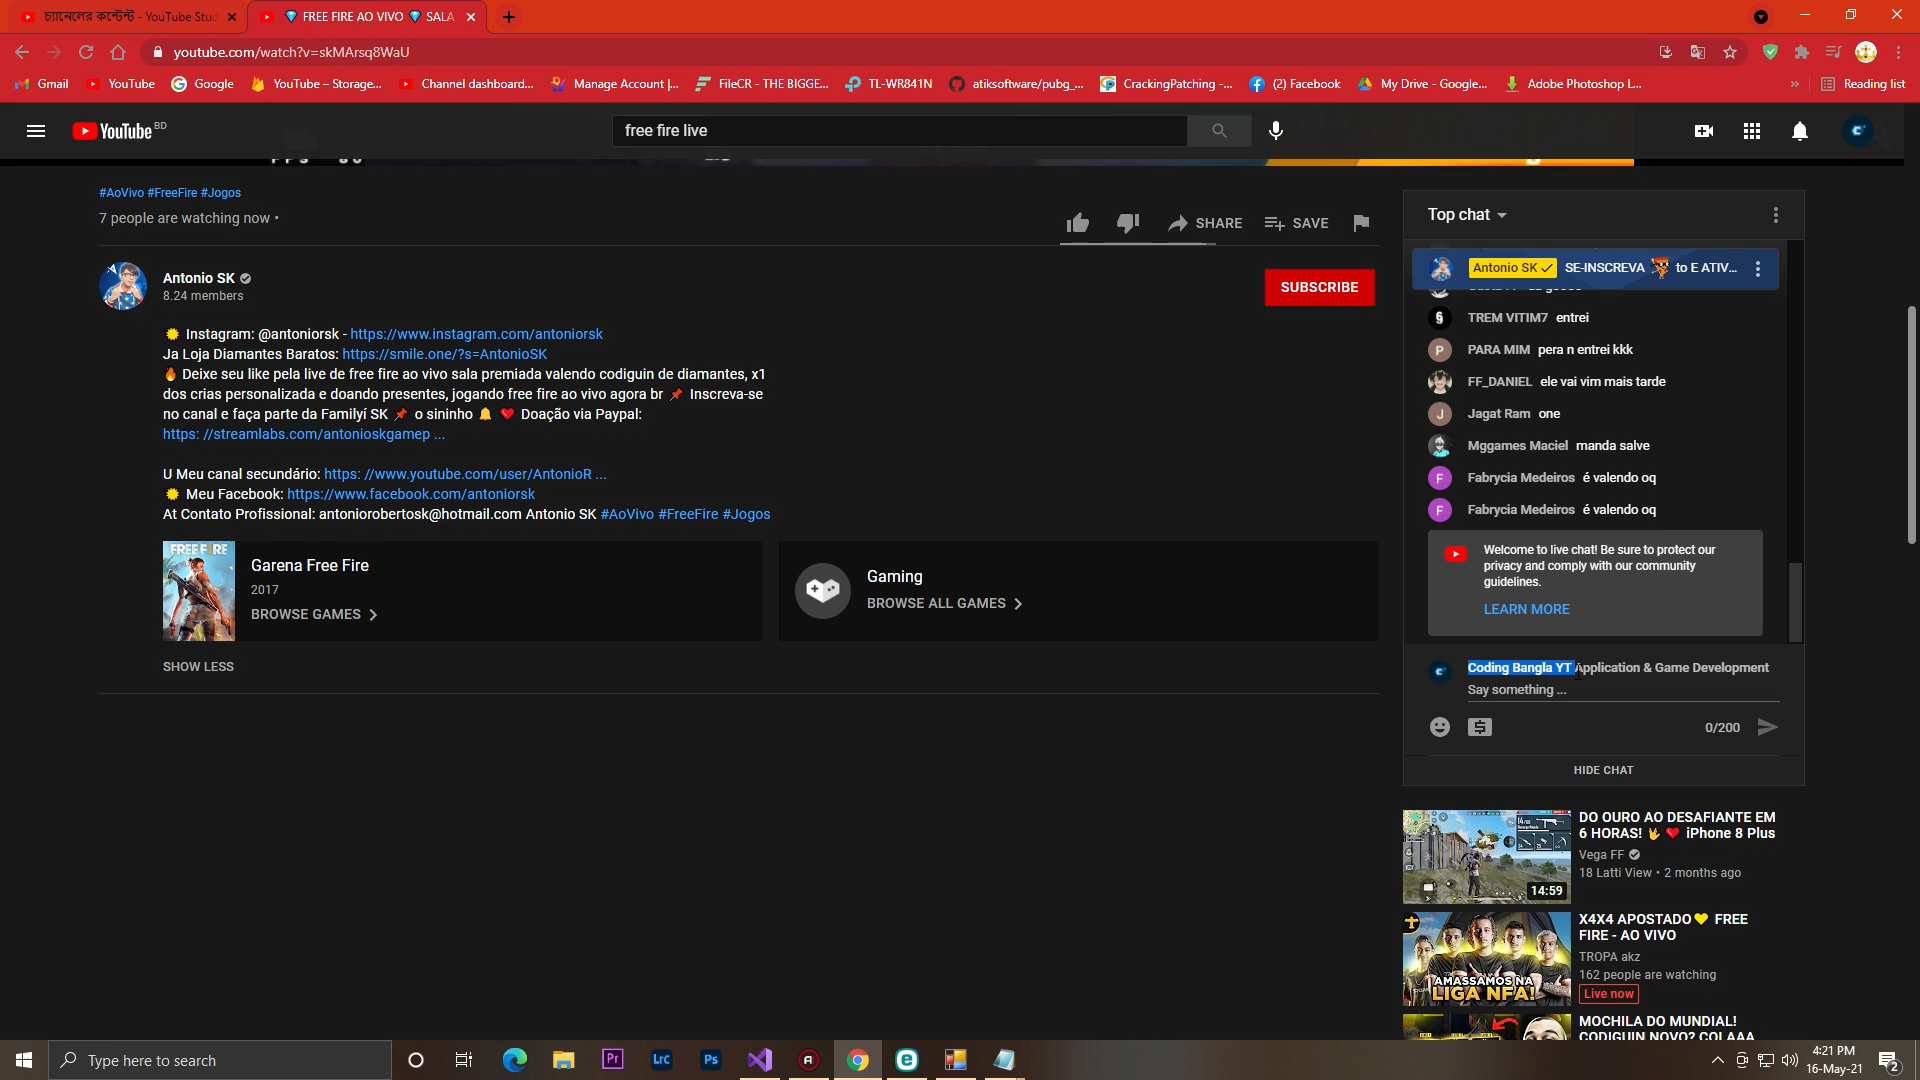 চ্যানেলের কন্টেন্ট - YouTube Stu
FREE FIRE AO VIVO 💎 SALA
youtube.com/watch?v=skMArsq8WaU
Gmail
YouTube
Google
YouTube – Storage...
Channel dashboard...
Manage Account |...
FileCR - THE BIGGE...
TL-WR841N
atiksoftware/pubg_...
CrackingPatching -...
(2) Facebook
My Drive - Google...
Adobe Photoshop L...
Reading list
YouTube BD
free fire live
#AoVivo #FreeFire #Jogos
7 people are watching now •
SHARE
SAVE
Antonio SK
8.24 members
SUBSCRIBE
Instagram: @antoniorsk - https://www.instagram.com/antoniorsk
Ja Loja Diamantes Baratos: https://smile.one/?s=AntonioSK
🔥 Deixe seu like pela live de free fire ao vivo sala premiada valendo codiguin de diamantes, x1
dos crias personalizada e doando presentes, jogando free fire ao vivo agora br 📌 Inscreva-se
no canal e faça parte da Familyí SK 📌 o sininho 🔔 ❤️ Doação via Paypal:
https: //streamlabs.com/antonioskgamep ...
U Meu canal secundário: https: //www.youtube.com/user/AntonioR ...
Meu Facebook: https://www.facebook.com/antoniorsk
At Contato Profissional: antoniorobertosk@hotmail.com Antonio SK #AoVivo #FreeFire #Jogos
FREE FIRE
Garena Free Fire
2017
BROWSE GAMES
Gaming
BROWSE ALL GAMES
SHOW LESS
Top chat
Antonio SK SE-INSCREVA to E ATIV...
TREM VITIM7 entrei
PARA MIM pera n entrei kkk
FF_DANIEL ele vai vim mais tarde
Jagat Ram one
Mggames Maciel manda salve
Fabrycia Medeiros é valendo oq
Fabrycia Medeiros é valendo oq
Welcome to live chat! Be sure to protect our
privacy and comply with our community
guidelines.
LEARN MORE
Coding Bangla YT Application & Game Development
Say something ...
0/200
HIDE CHAT
14:59
DO OURO AO DESAFIANTE EM
6 HORAS! 🤟 ❤️ iPhone 8 Plus
Vega FF
18 Latti View • 2 months ago
AMASSAMOS NA
LIGA NFA!
X4X4 APOSTADO💛 FREE
FIRE - AO VIVO
TROPA akz
162 people are watching
Live now
MOCHILA DO MUNDIAL!
CODIGUIN NOVO? COLAAA
Type here to search
Pr
Lrc
Ps
4:21 PM
16-May-21
2